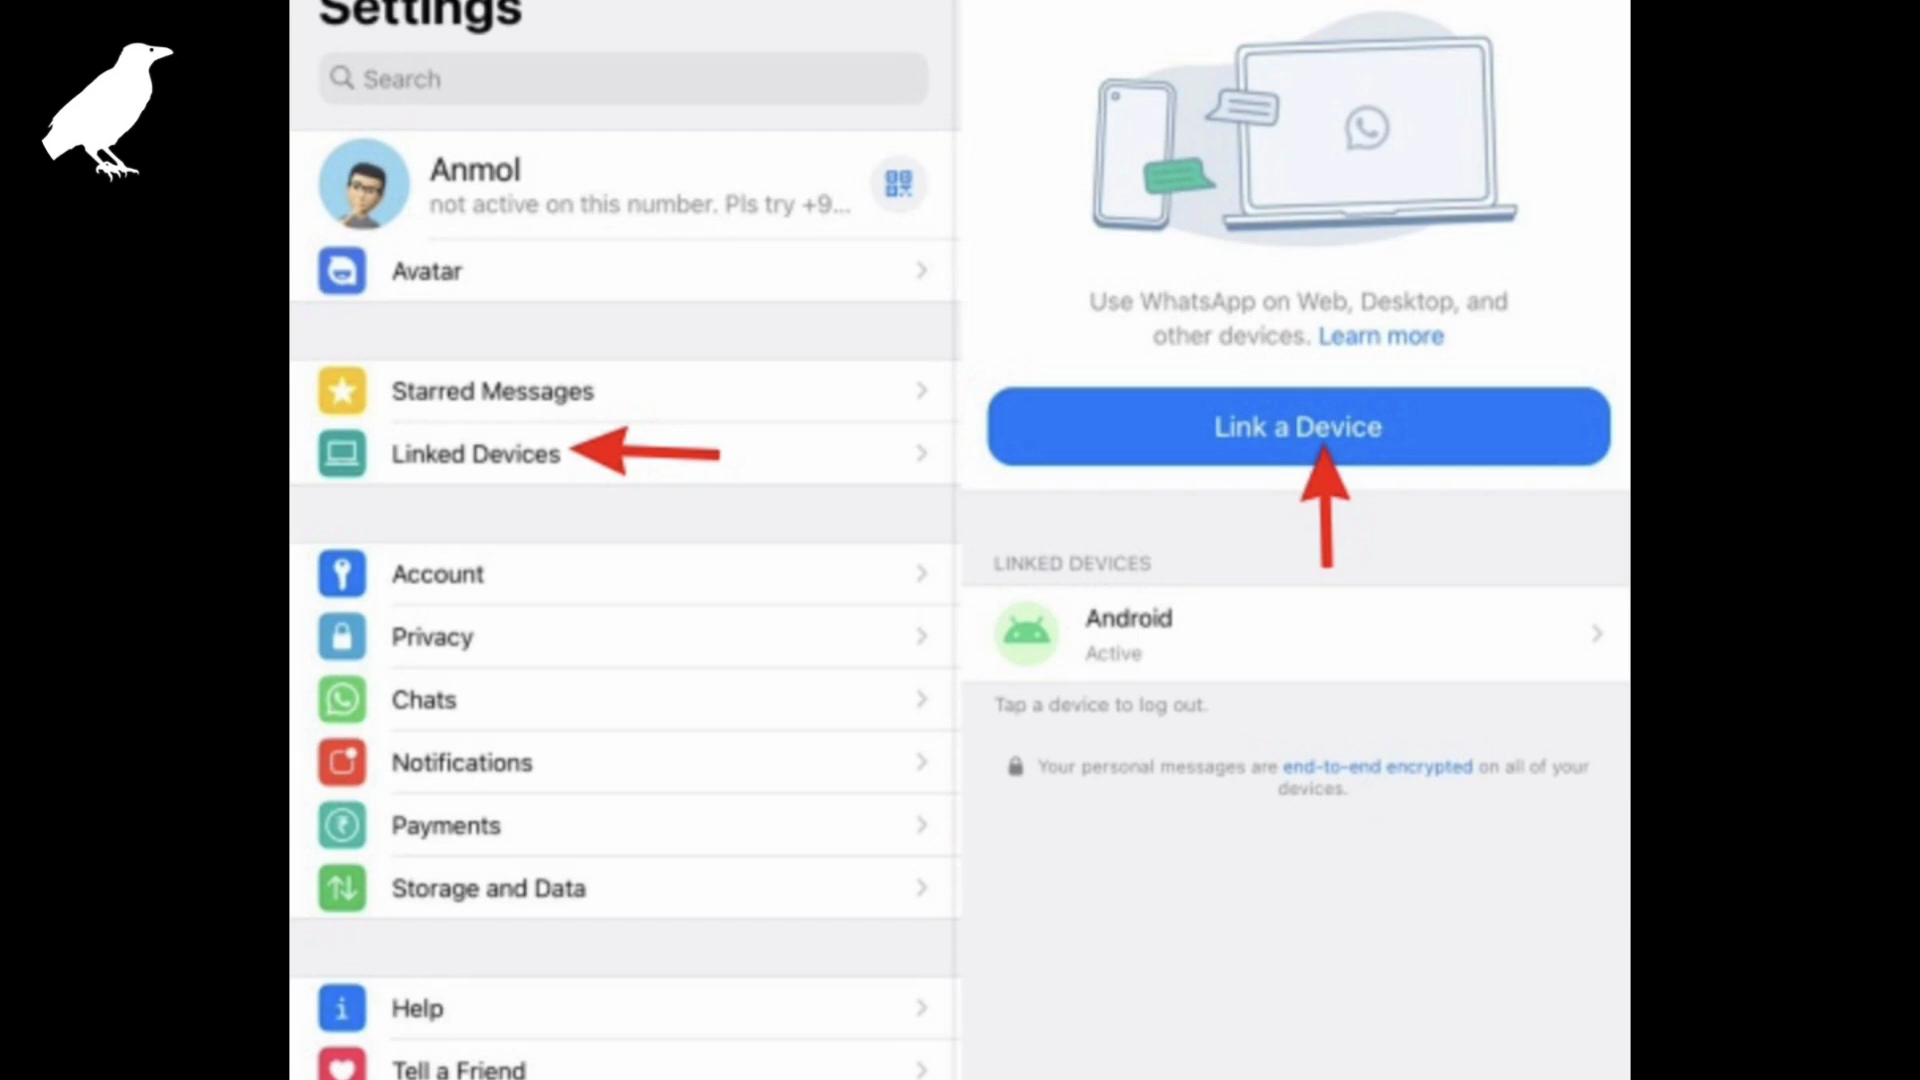 Settings
Search
Anmol
not active on this number. Pls try +9...
Avatar
Starred Messages
Linked Devices
Account
Privacy
Chats
Notifications
Payments
Storage and Data
Help
Tell a Friend
Use WhatsApp on Web, Desktop, and
other devices. Learn more
Link a Device
LINKED DEVICES
Android
Active
Tap a device to log out.
Your personal messages are end-to-end encrypted on all of your
devices.